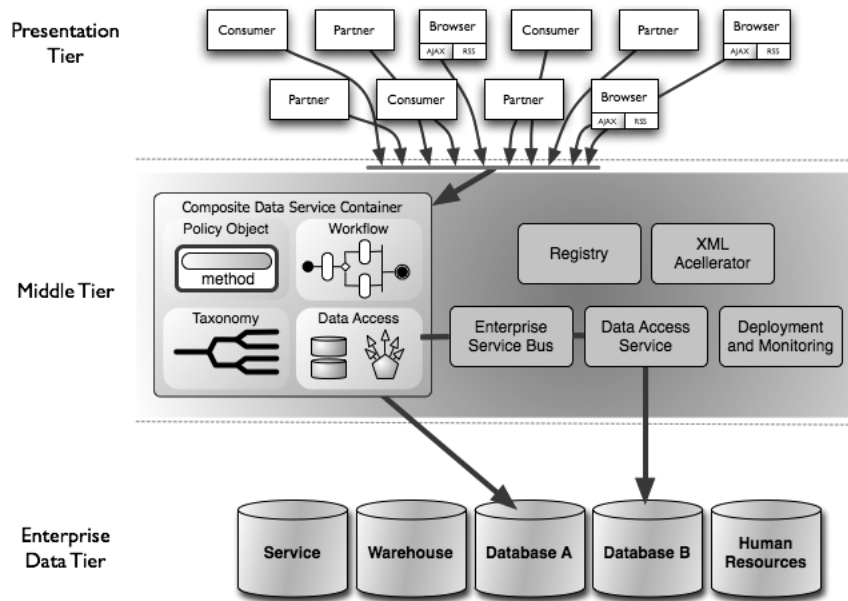 Presentation
Tier
Consumer
Partner
Browser
AJAX RSS
Consumer
Partner
Browser
AJAX RSS
Partner
Consumer
Partner
Browser
AJAX RSS
Middle Tier
Composite Data Service Container
Policy Object
method
Workflow
Taxonomy
Data Access
Registry
XML
Acellerator
Enterprise
Service Bus
Data Access
Service
Deployment
and Monitoring
Enterprise
Data Tier
Service
Warehouse
Database A
Database B
Human
Resources